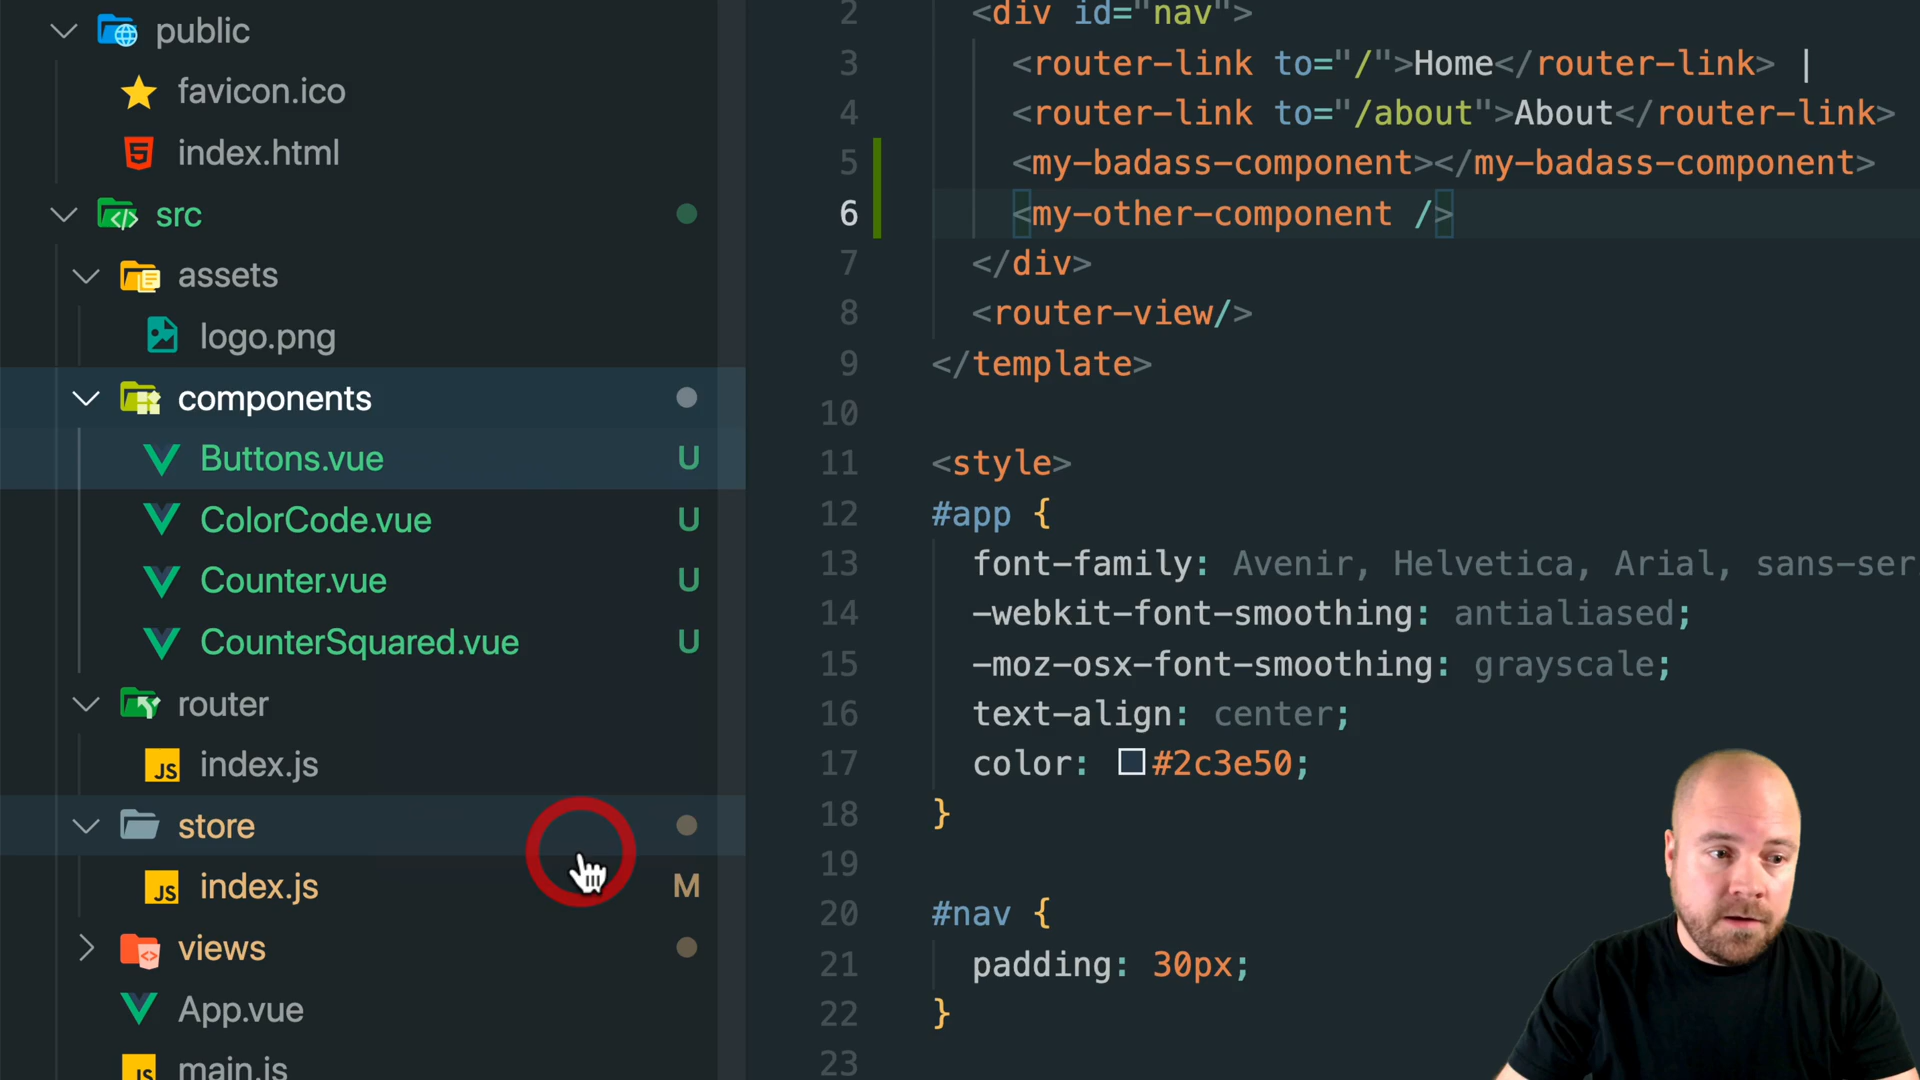 public
favicon.ico
index.html
src
assets
logo.png
components
Buttons.vue U
ColorCode.vue U
Counter.vue U
CounterSquared.vue U
router
JS index.js
store
JS index.js M
views
App.vue
JS main.js
2 <div id="nav">
3 <router-link to="/">Home</router-link> |
4 <router-link to="/about">About</router-link>
5 <my-badass-component></my-badass-component>
6 <my-other-component />
7 </div>
8 <router-view/>
9 </template>
10
11 <style>
12 #app {
13 font-family: Avenir, Helvetica, Arial, sans-ser
14 -webkit-font-smoothing: antialiased;
15 -moz-osx-font-smoothing: grayscale;
16 text-align: center;
17 color: #2c3e50;
18 }
19
20 #nav {
21 padding: 30px;
22 }
23